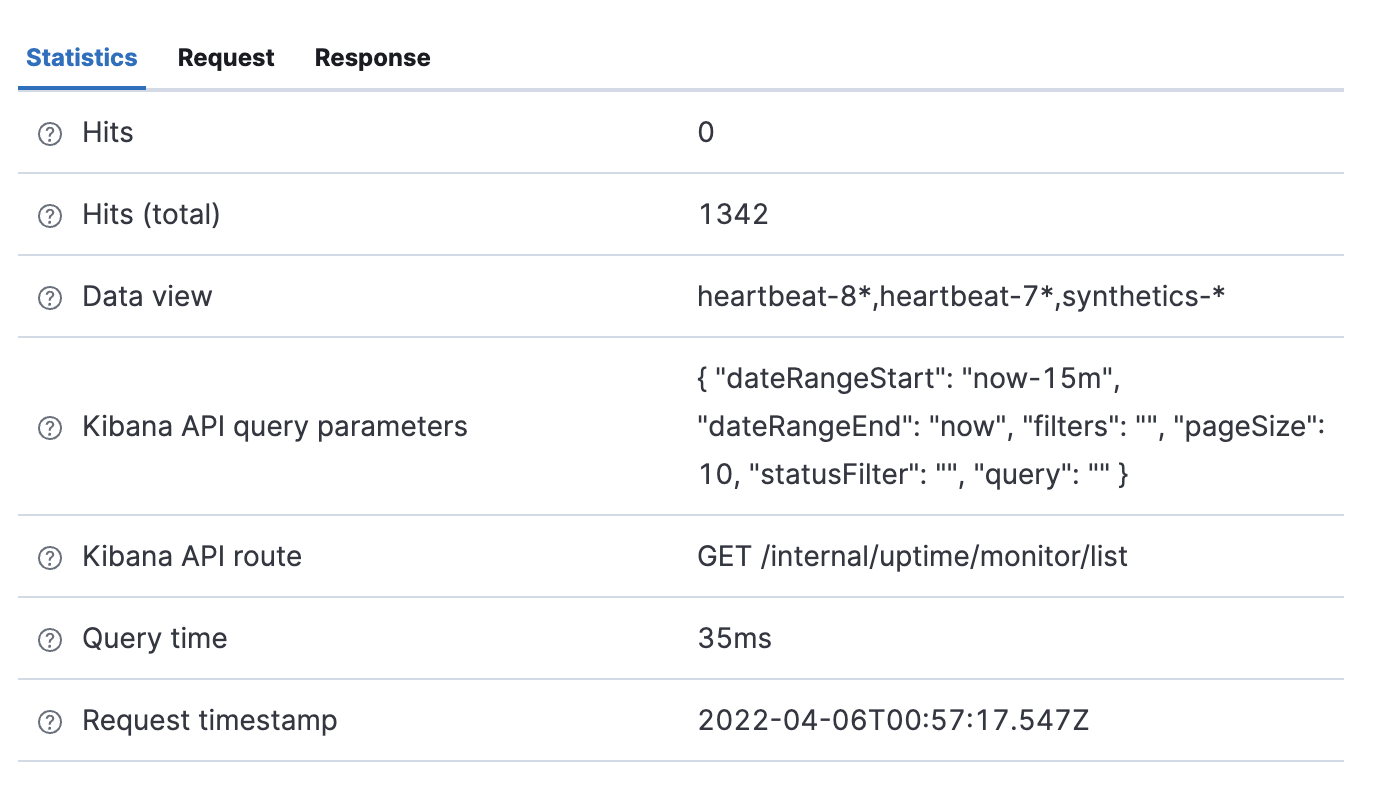 Statistics Request Response
Hits 0
Hits (total) 1342
Data view heartbeat-8*,heartbeat-7*,synthetics-*
Kibana API query parameters
{ "dateRangeStart": "now-15m",
"dateRangeEnd": "now", "filters": "", "pageSize":
10, "statusFilter": "", "query": "" }
Kibana API route GET /internal/uptime/monitor/list
Query time 35ms
Request timestamp 2022-04-06T00:57:17.547Z